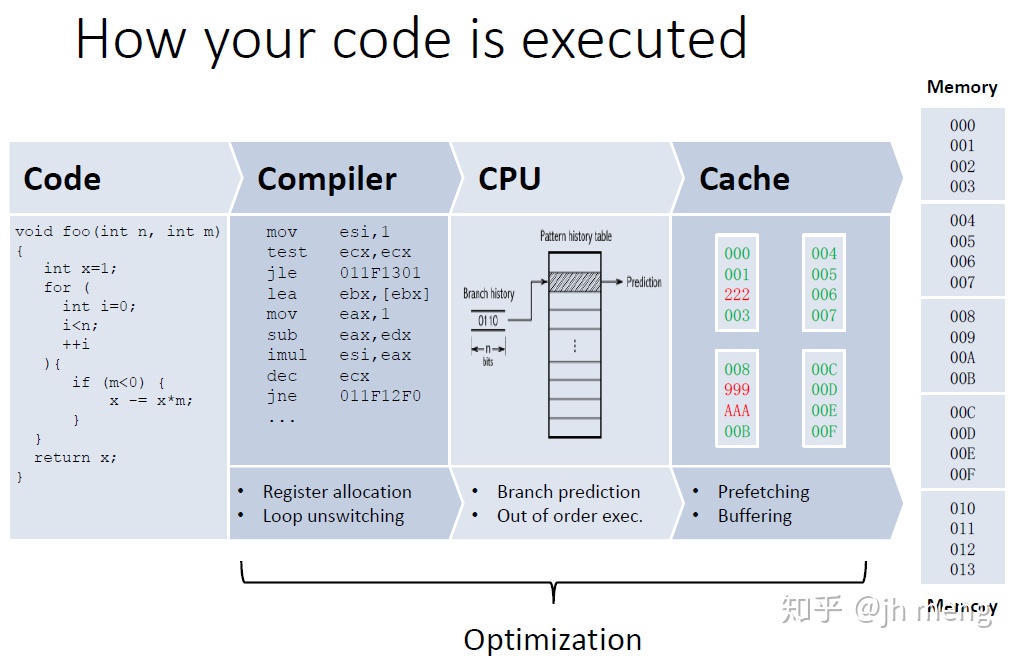 How your code is executed
Code
void foo(int n, int m)
{
int x=1;
for (
int i=0;
i<n;
++i
){
if (m<0) {
x -= x*m;
}
}
return x;
}
Compiler
mov esi,1
test ecx,ecx
jle 011F1301
lea ebx,[ebx]
mov eax,1
sub eax,edx
imul esi,eax
dec ecx
jne 011F12F0
...
• Register allocation
• Loop unswitching
CPU
Pattern history table
Branch history
0110
n
bits
Prediction
• Branch prediction
• Out of order exec.
Cache
000
001
222
003
004
005
006
007
008
999
AAA
00B
00C
00D
00E
00F
• Prefetching
• Buffering
Memory
000
001
002
003
004
005
006
007
008
009
00A
00B
00C
00D
00E
00F
010
011
012
013
Memory
Optimization
知乎 @jh meng